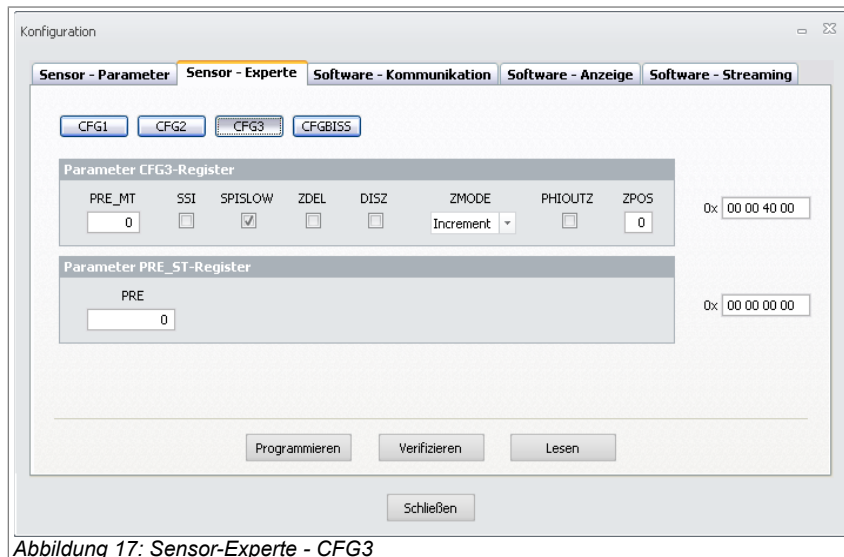 Konfiguration
Sensor - Parameter Sensor - Experte Software - Kommunikation Software - Anzeige Software - Streaming
CFG1 CFG2 CFG3 CFGBISS
Parameter CFG3-Register
PRE_MT SSI SPISLOW ZDEL DISZ ZMODE PHIOUTZ ZPOS
0 Increment 0
0x 00 00 40 00
Parameter PRE_ST-Register
PRE
0
0x 00 00 00 00
Programmieren Verifizieren Lesen
Schließen
Abbildung 17: Sensor-Experte - CFG3